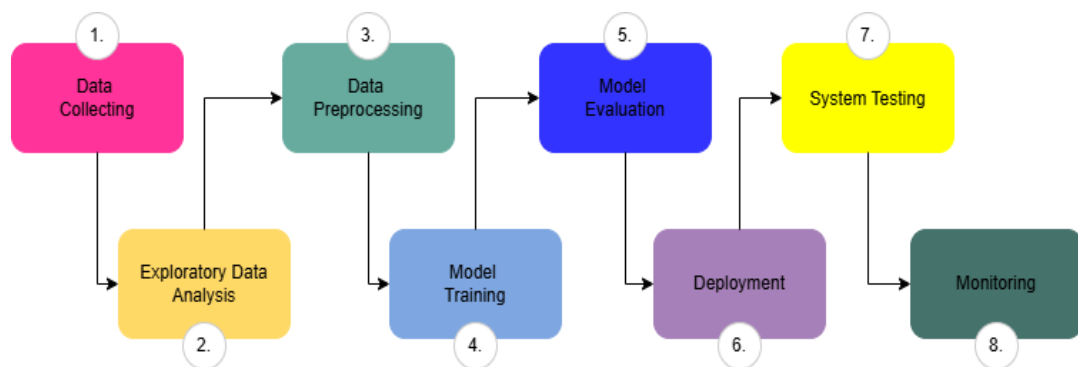 1.
Data
Collecting
2.
Exploratory Data
Analysis
3.
Data
Preprocessing
4.
Model
Training
5.
Model
Evaluation
6.
Deployment
7.
System Testing
8.
Monitoring